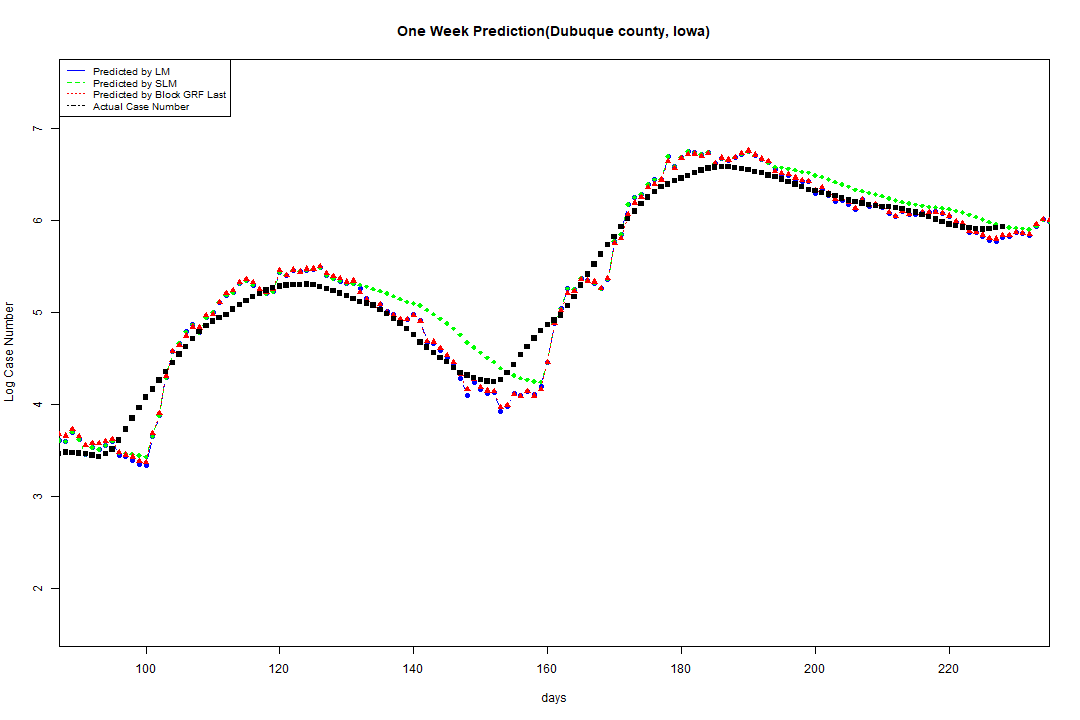 One Week Prediction(Dubuque county, Iowa)
Predicted by LM
Predicted by SLM
Predicted by Block GRF Last
Actual Case Number
7
6
5
4
3
2
Log Case Number
100 120 140 160 180 200 220
days